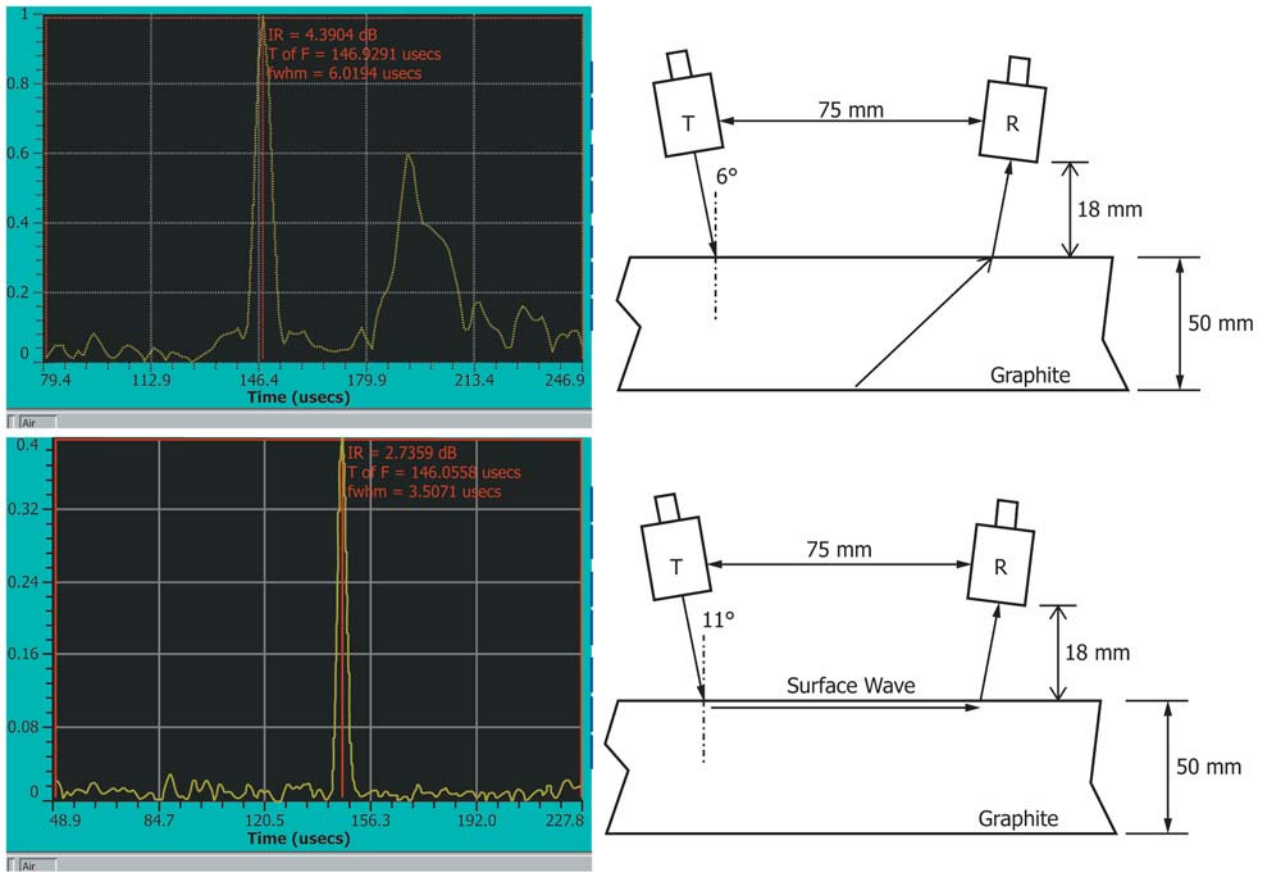 1
0.8
0.6
0.4
0.2
0
IR = 4.3904 dB
T of F = 146.9291 usecs
fwhm = 6.0194 usecs
79.4 112.9 146.4 179.9 213.4 246.9
Time (usecs)
Air
T
75 mm
R
6°
18 mm
50 mm
Graphite
0.4
0.32
0.24
0.16
0.08
0
IR = 2.7359 dB
T of F = 146.0558 usecs
fwhm = 3.5071 usecs
48.9 84.7 120.5 156.3 192.0 227.8
Time (usecs)
Air
T
75 mm
R
11°
18 mm
Surface Wave
50 mm
Graphite